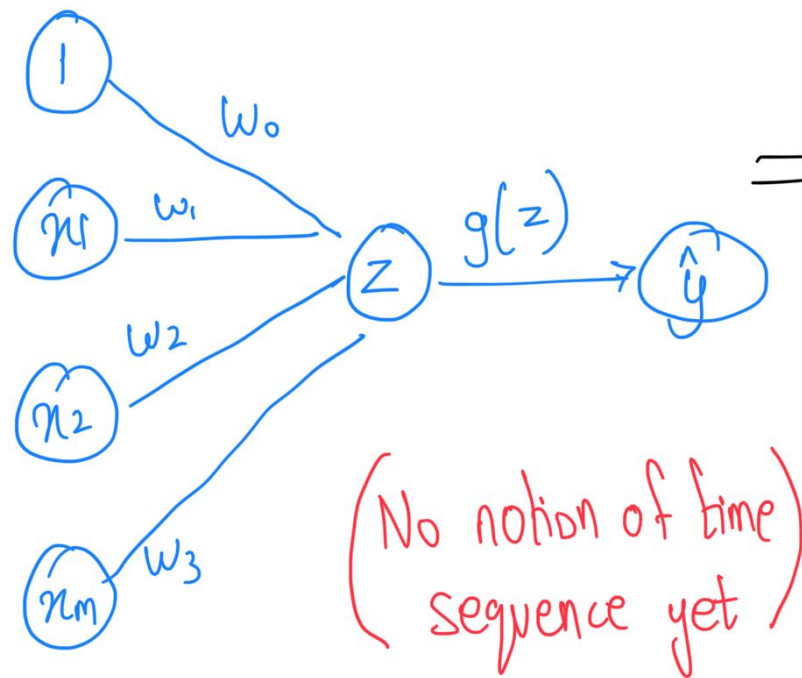 1
w₀
x₁
w₁
g(z)
=
z
ŷ
w₂
x₂
(No notion of time
sequence yet)
w₃
xₘ